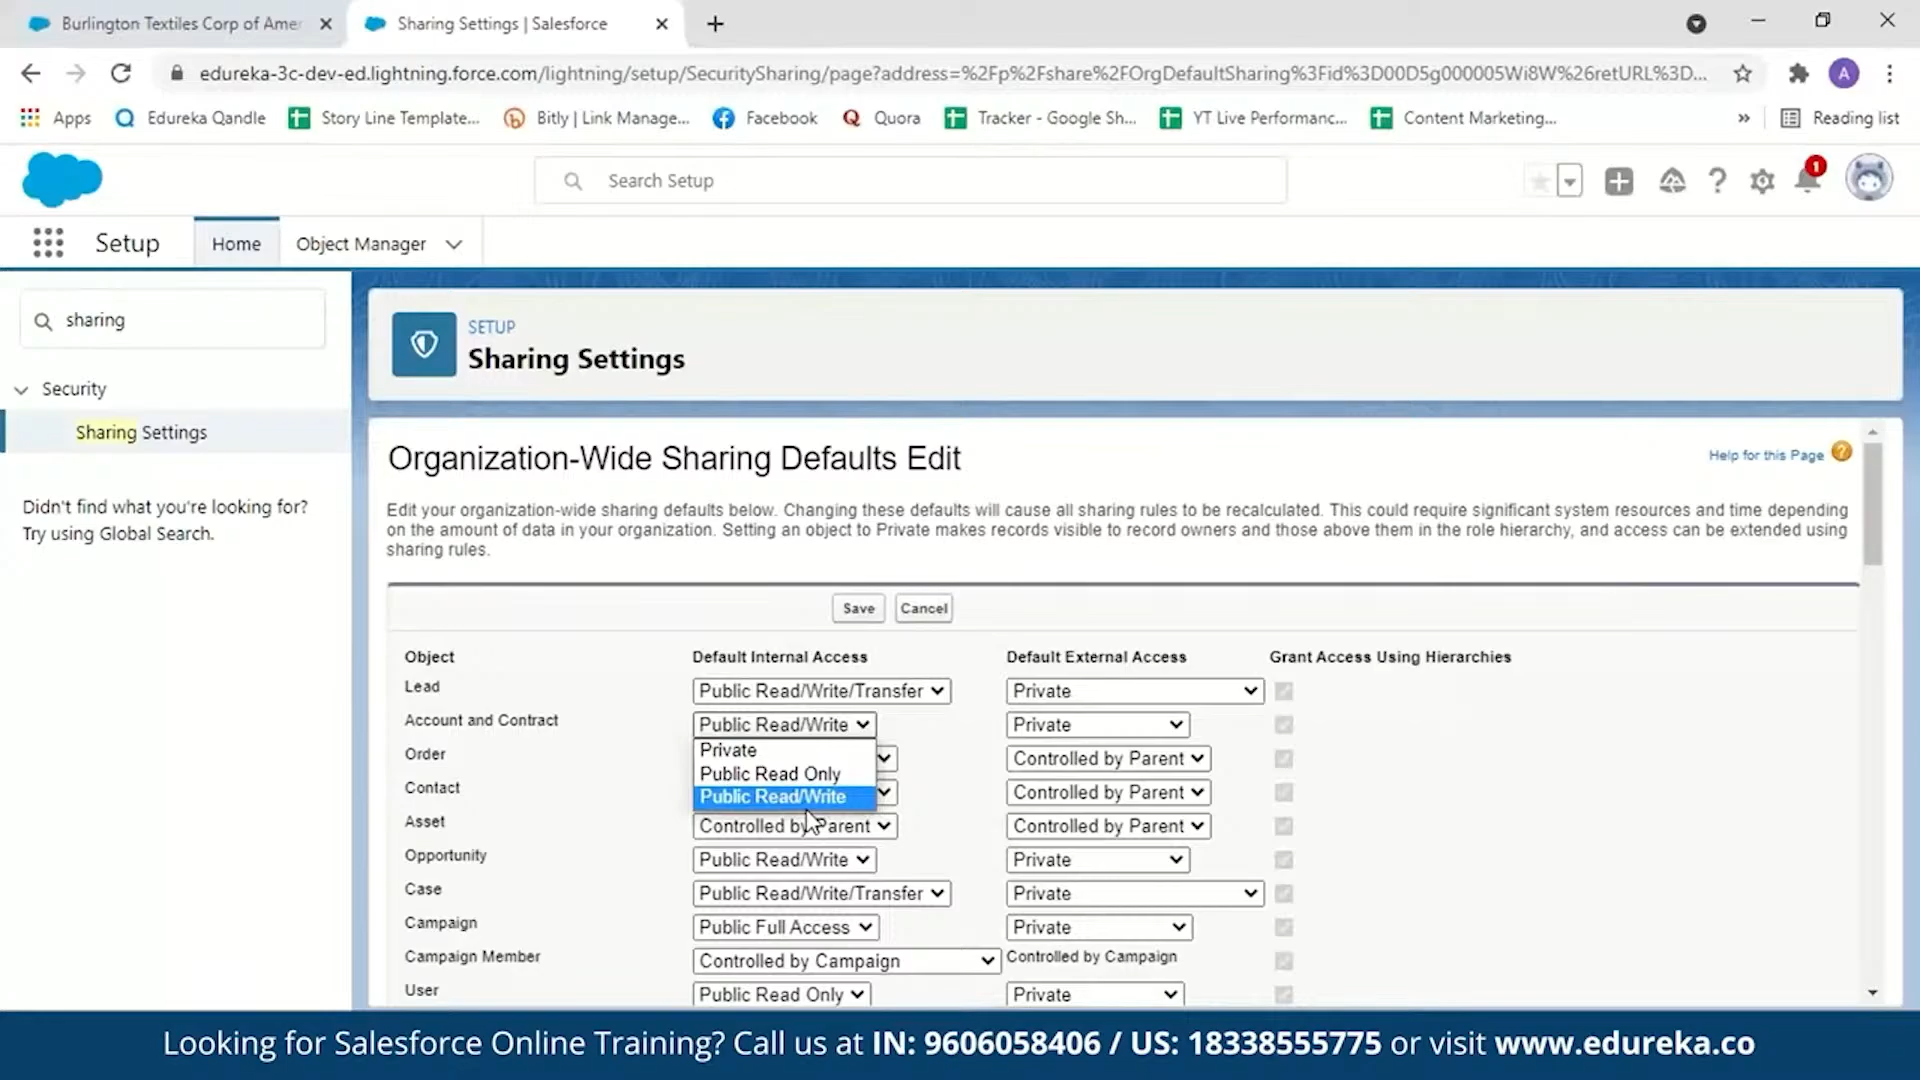 Burlington Textiles Corp of Amer
Sharing Settings | Salesforce
edureka-3c-dev-ed.lightning.force.com/lightning/setup/SecuritySharing/page?address=%2Fp%2Fshare%2FOrgDefaultSharing%3Fid%3D00D5g000005Wi8W%26retURL%3D...
A
Apps
Edureka Qandle
Story Line Template...
Bitly | Link Manage...
Facebook
Quora
Tracker - Google Sh...
YT Live Performanc...
Content Marketing...
»
Reading list
Search Setup
1
Setup
Home
Object Manager
sharing
Security
Sharing Settings
Didn't find what you're looking for?
Try using Global Search.
SETUP
Sharing Settings
Organization-Wide Sharing Defaults Edit
Help for this Page ?
Edit your organization-wide sharing defaults below. Changing these defaults will cause all sharing rules to be recalculated. This could require significant system resources and time depending
on the amount of data in your organization. Setting an object to Private makes records visible to record owners and those above them in the role hierarchy, and access can be extended using
sharing rules.
Save Cancel
Object Default Internal Access Default External Access Grant Access Using Hierarchies
Lead Public Read/Write/Transfer Private
Account and Contract Public Read/Write Private
Private
Public Read Only
Public Read/Write
Order Controlled by Parent
Contact Controlled by Parent
Asset Controlled by Parent Controlled by Parent
Opportunity Public Read/Write Private
Case Public Read/Write/Transfer Private
Campaign Public Full Access Private
Campaign Member Controlled by Campaign Controlled by Campaign
User Public Read Only Private
Looking for Salesforce Online Training? Call us at IN: 9606058406 / US: 18338555775 or visit www.edureka.co